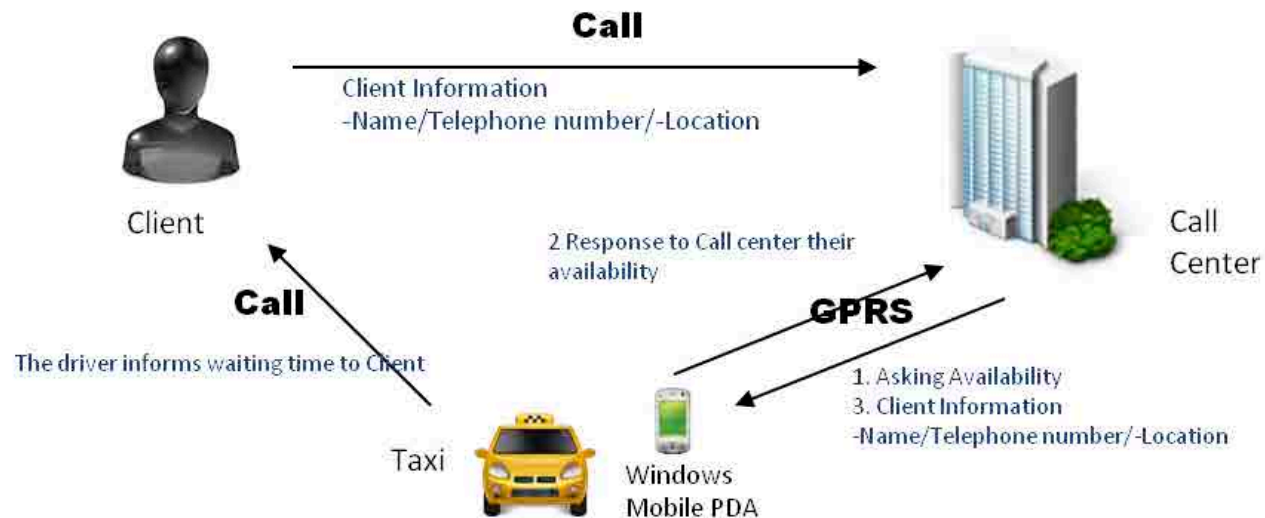 Call
Client Information
-Name/Telephone number/-Location
Client
Call
Center
2 Response to Call center their
availability
Call
GPRS
The driver informs waiting time to Client
1. Asking Availability
3. Client Information
-Name/Telephone number/-Location
Taxi
Windows
Mobile PDA